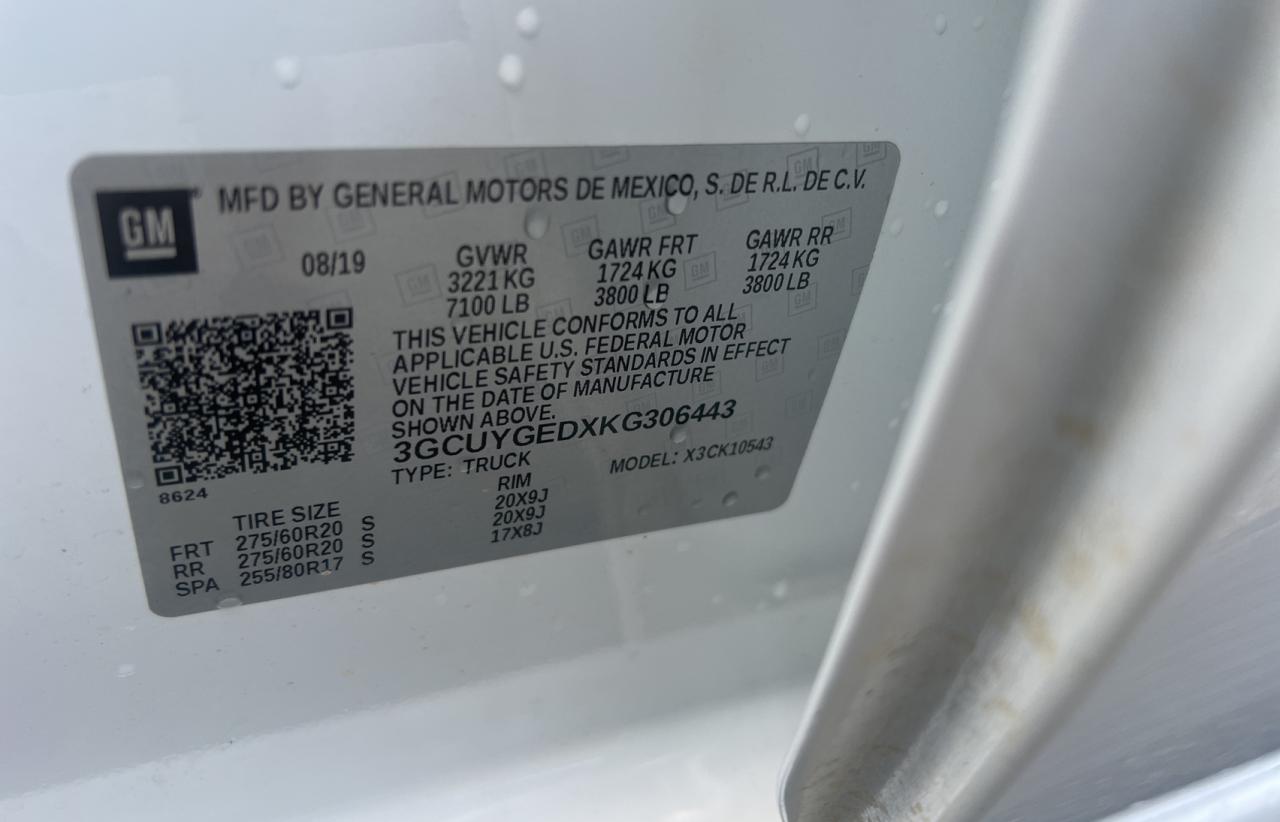 GM® MFD BY GENERAL MOTORS DE MEXICO, S. DE R.L. DE C.V.
08/19 GVWR GAWR FRT GAWR RR
3221 KG 1724 KG 1724 KG
7100 LB 3800 LB 3800 LB
THIS VEHICLE CONFORMS TO ALL
APPLICABLE U.S. FEDERAL MOTOR
VEHICLE SAFETY STANDARDS IN EFFECT
ON THE DATE OF MANUFACTURE
SHOWN ABOVE.
3GCUYGEDXKG306443
TYPE: TRUCK MODEL: X3CK10543
8624
TIRE SIZE RIM
FRT 275/60R20 S 20X9J
RR 275/60R20 S 20X9J
SPA 255/80R17 S 17X8J